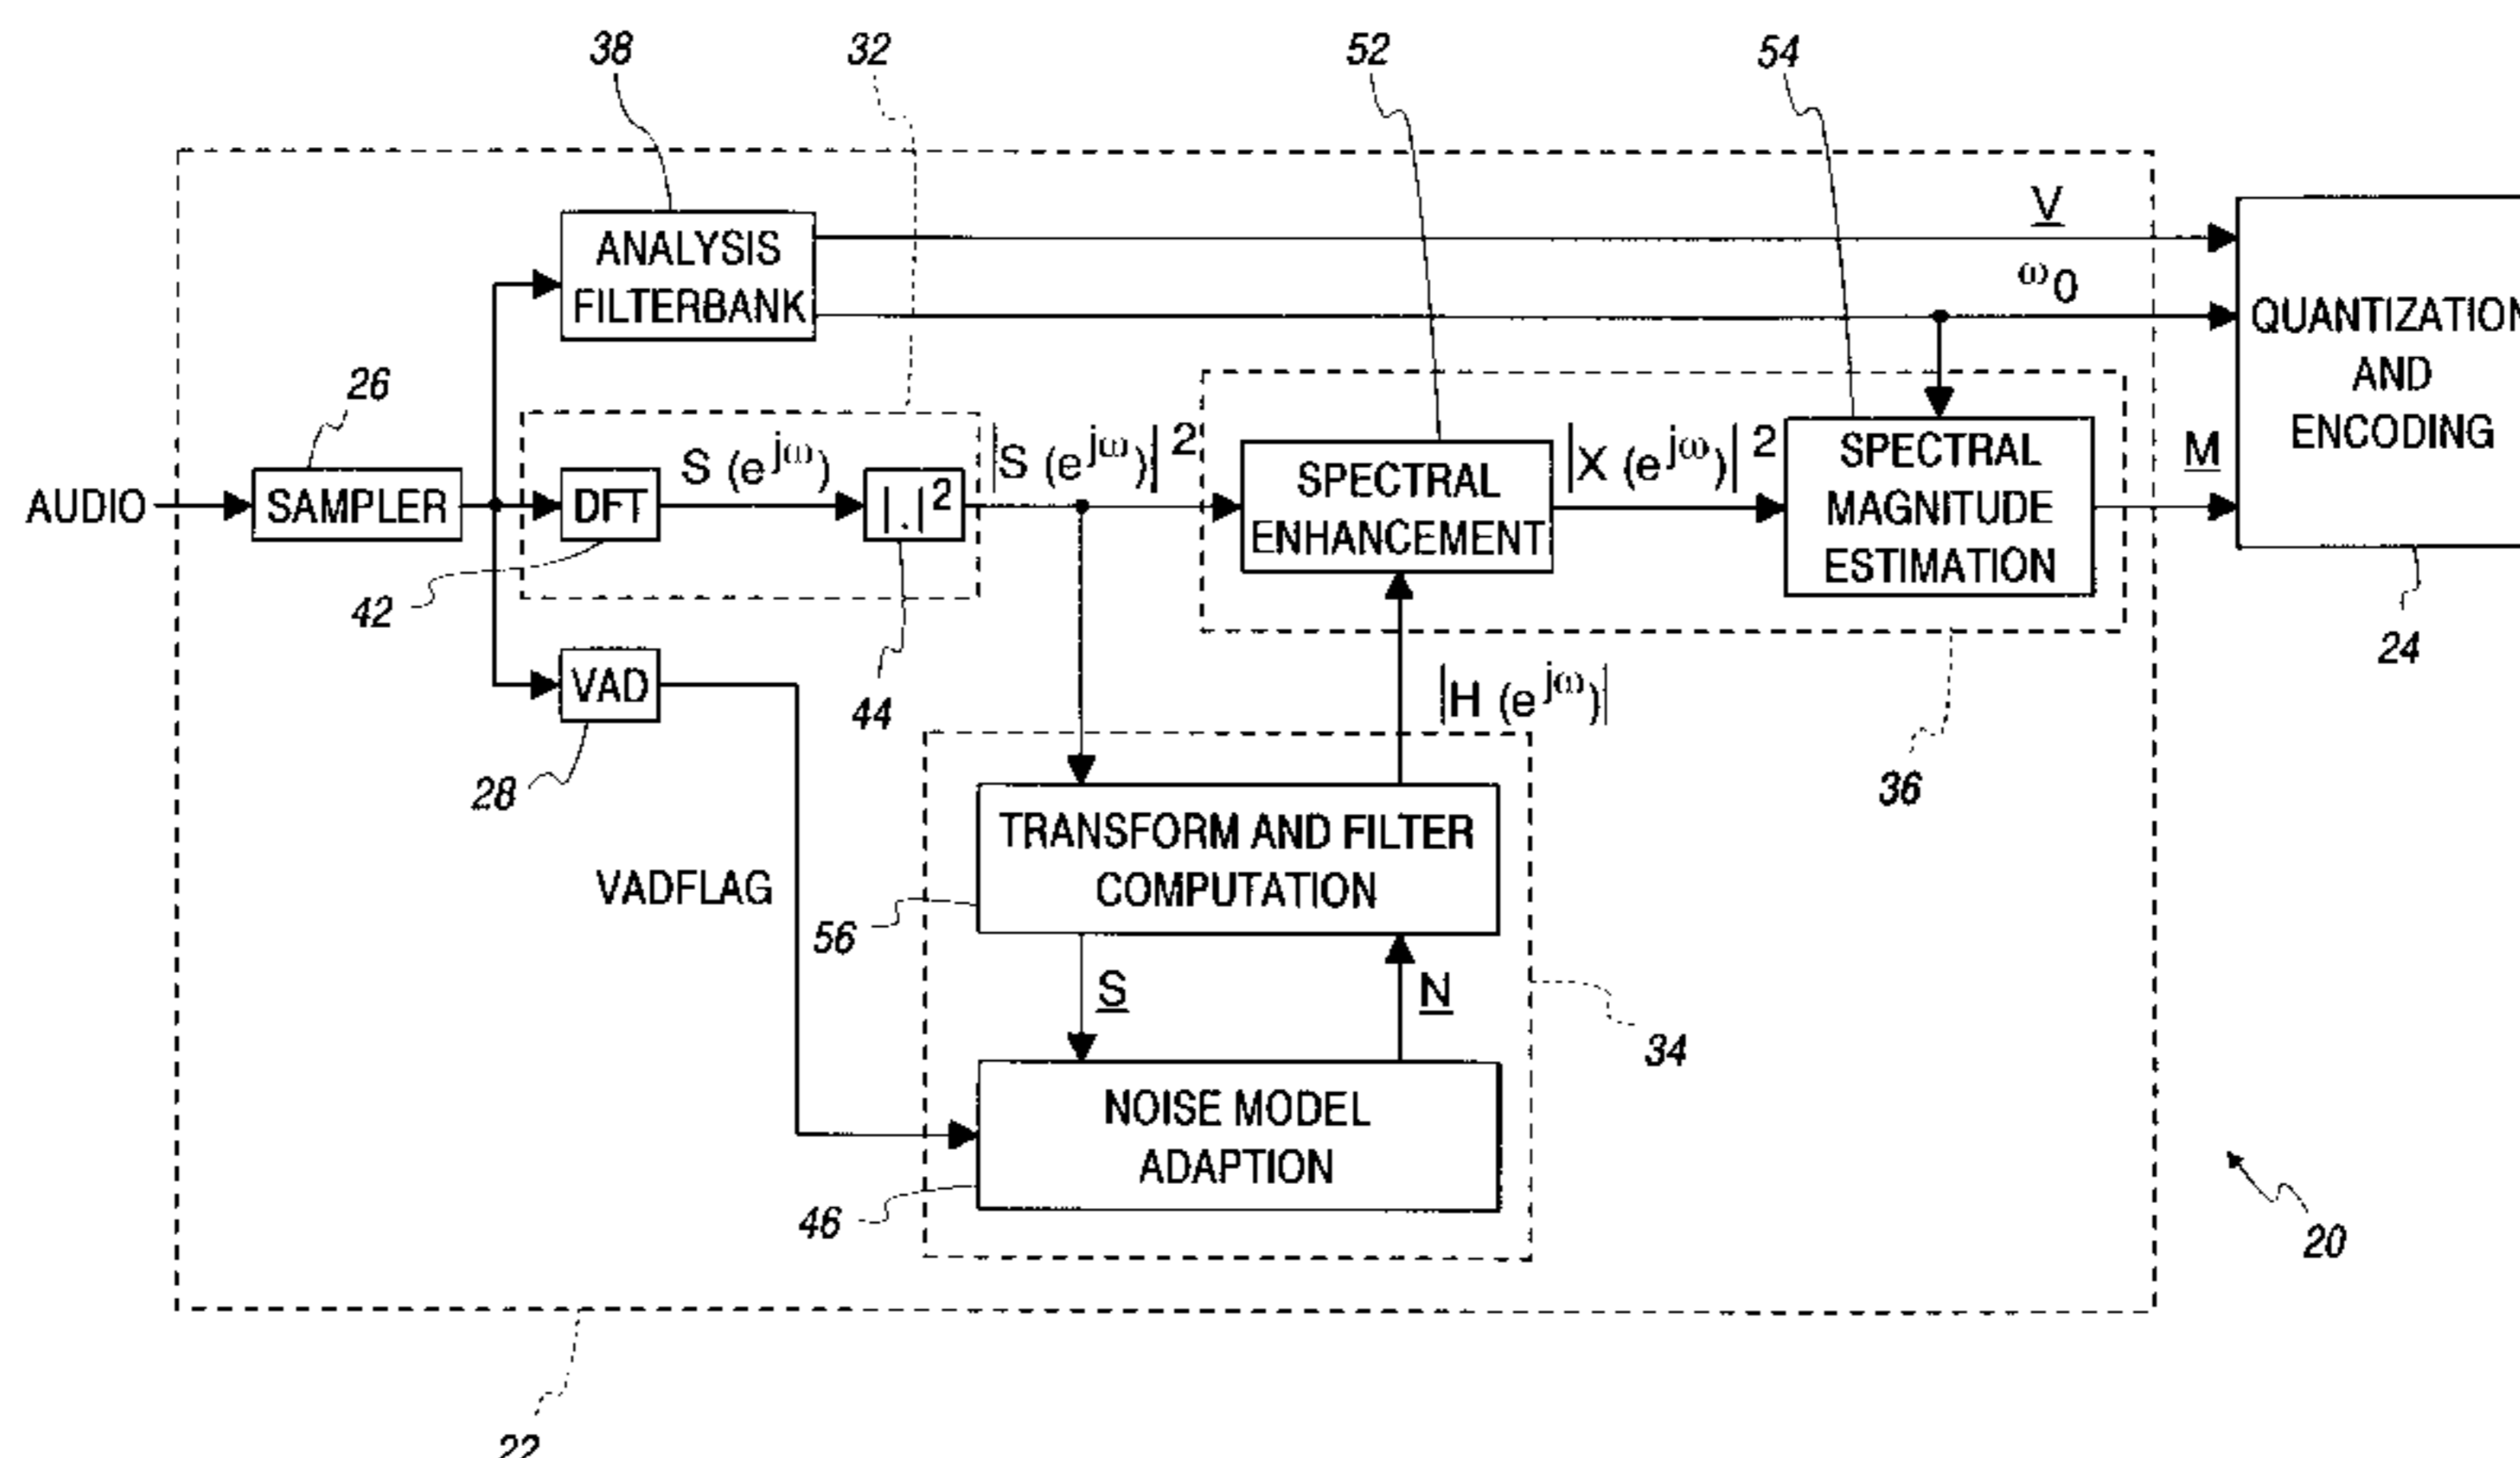 38
32
52
54
V
ANALYSIS
FILTERBANK
ω0
QUANTIZATION
AND
ENCODING
26
S (e^jω)
|S (e^jω)|^2
SPECTRAL
ENHANCEMENT
|X (e^jω)|^2
SPECTRAL
MAGNITUDE
ESTIMATION
M
AUDIO
SAMPLER
DFT
|.|^2
42
24
VAD
44
|H (e^jω)|
28
36
TRANSFORM AND FILTER
COMPUTATION
VADFLAG
56
S
N
34
NOISE MODEL
ADAPTION
46
20
22